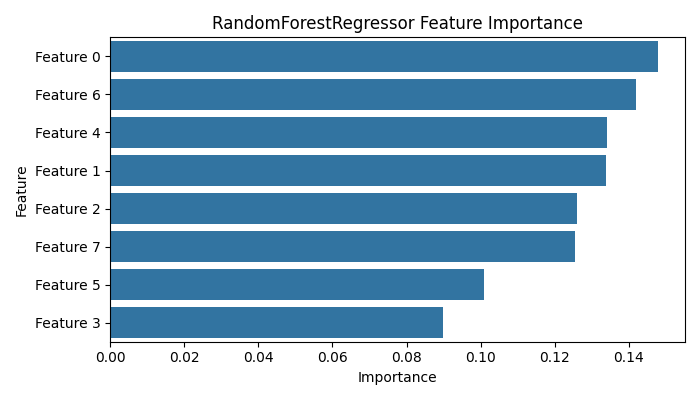 RandomForestRegressor Feature Importance
Feature 0
Feature 6
Feature 4
Feature 1
Feature 2
Feature 7
Feature 5
Feature 3
Feature
0.00 0.02 0.04 0.06 0.08 0.10 0.12 0.14
Importance